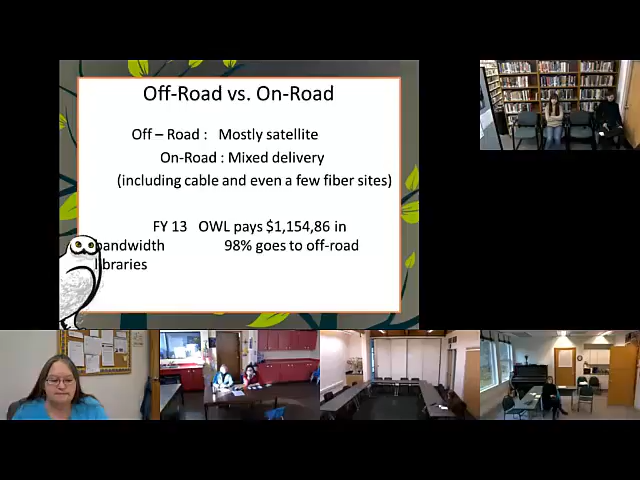 Off-Road vs. On-Road
Off – Road : Mostly satellite
On-Road : Mixed delivery
(including cable and even a few fiber sites)
FY 13 OWL pays $1,154,86 in
bandwidth 98% goes to off-road
libraries